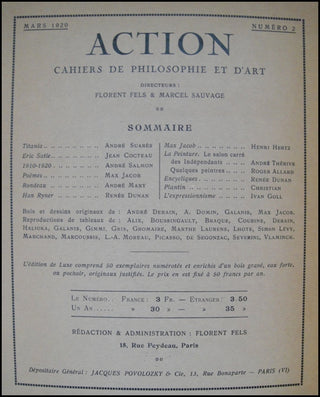 MARS 1920 NUMÉRO 2
ACTION
CAHIERS DE PHILOSOPHIE ET D'ART
DIRECTEURS :
FLORENT FELS & MARCEL SAUVAGE
SOMMAIRE
Titania ANDRÉ SUARÈS
Eric Satie JEAN COCTEAU
1910-1920 ANDRÉ SALMON
Poèmes MAX JACOB
Rondeau ANDRÉ MARY
Han Ryner RENÉE DUNAN
Max Jacob HENRI HERTZ
La Peinture. Le salon carré
des Indépendants ANDRÉ THÉRIVE
Quelques peintres ROGER ALLARD
Encycliques RENÉE DUNAN
Plantin CHRISTIAN
L'expressionnisme IVAN GOLL
Bois et dessins originaux de : ANDRÉ DERAIN, A. DOMIN, GALANIS, MAX JACOB.
Reproductions de tableaux de : ALIX, BOUSSINGAULT, BRAQUE, COUBINE, DERAIN,
HALICKA, GALANIS, GIMMI, GRIS, GROMAIRE, MARTHE LAURENS, LHOTE, SIMON LÉVY,
MARCHAND, MARCOUSSIS, L.-A. MOREAU, PICASSO, DE SEGONZAC, SEVERINI, VLAMINCK.
L'édition de Luxe comprend 50 exemplaires numérotés et enrichis d'un bois gravé, eau forte,
ou pochoir, originaux justifiés. Le prix en est fixé à 50 francs par an.
LE NUMÉRO. FRANCE : 3 FR. — ETRANGER : 3 50
UN AN » 30 » — » 35 »
RÉDACTION & ADMINISTRATION : FLORENT FELS
18, Rue Feydeau, Paris
Dépositaire Général : JACQUES POVOLOZKY & Cie, 13, RUE BONAPARTE — PARIS (VI)